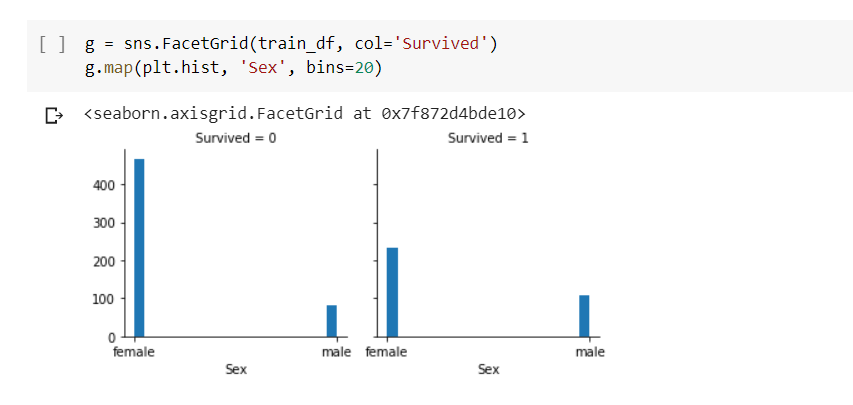 [ ] g = sns.FacetGrid(train_df, col='Survived')
g.map(plt.hist, 'Sex', bins=20)
<seaborn.axisgrid.FacetGrid at 0x7f872d4bde10>
Survived = 0 Survived = 1
400
300
200
100
0
female male female male
Sex Sex